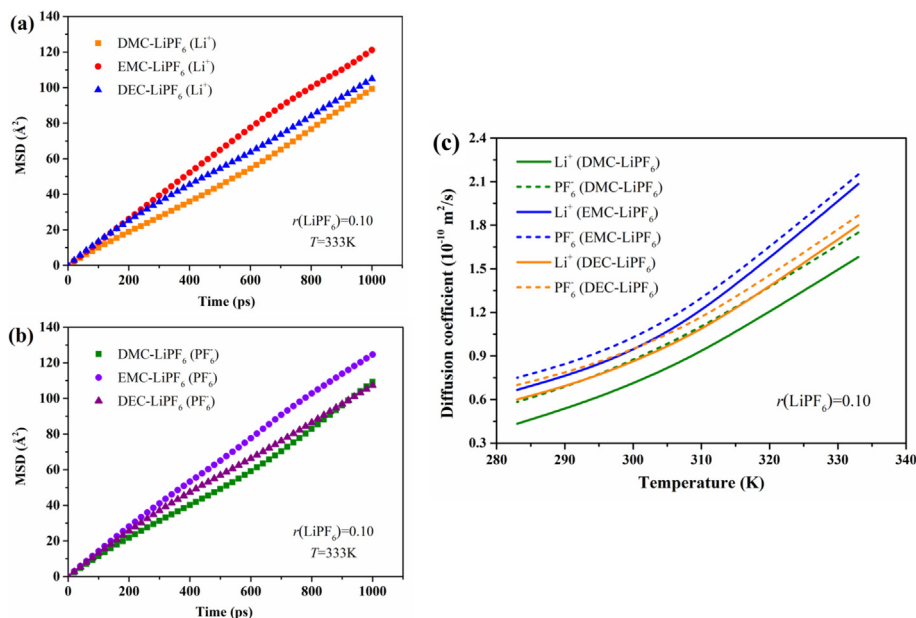 (a)
140
120
100
80
60
40
20
0
MSD (Å²)
DMC-LiPF₆ (Li⁺)
EMC-LiPF₆ (Li⁺)
DEC-LiPF₆ (Li⁺)
r(LiPF₆)=0.10
T=333K
0 200 400 600 800 1000
Time (ps)
(b)
140
120
100
80
60
40
20
0
MSD (Å²)
DMC-LiPF₆ (PF₆⁻)
EMC-LiPF₆ (PF₆⁻)
DEC-LiPF₆ (PF₆⁻)
r(LiPF₆)=0.10
T=333K
0 200 400 600 800 1000
Time (ps)
(c)
2.4
2.1
1.8
1.5
1.2
0.9
0.6
0.3
Diffusion coefficient (10⁻¹⁰ m²/s)
Li⁺ (DMC-LiPF₆)
PF₆⁻ (DMC-LiPF₆)
Li⁺ (EMC-LiPF₆)
PF₆⁻ (EMC-LiPF₆)
Li⁺ (DEC-LiPF₆)
PF₆⁻ (DEC-LiPF₆)
r(LiPF₆)=0.10
280 290 300 310 320 330 340
Temperature (K)